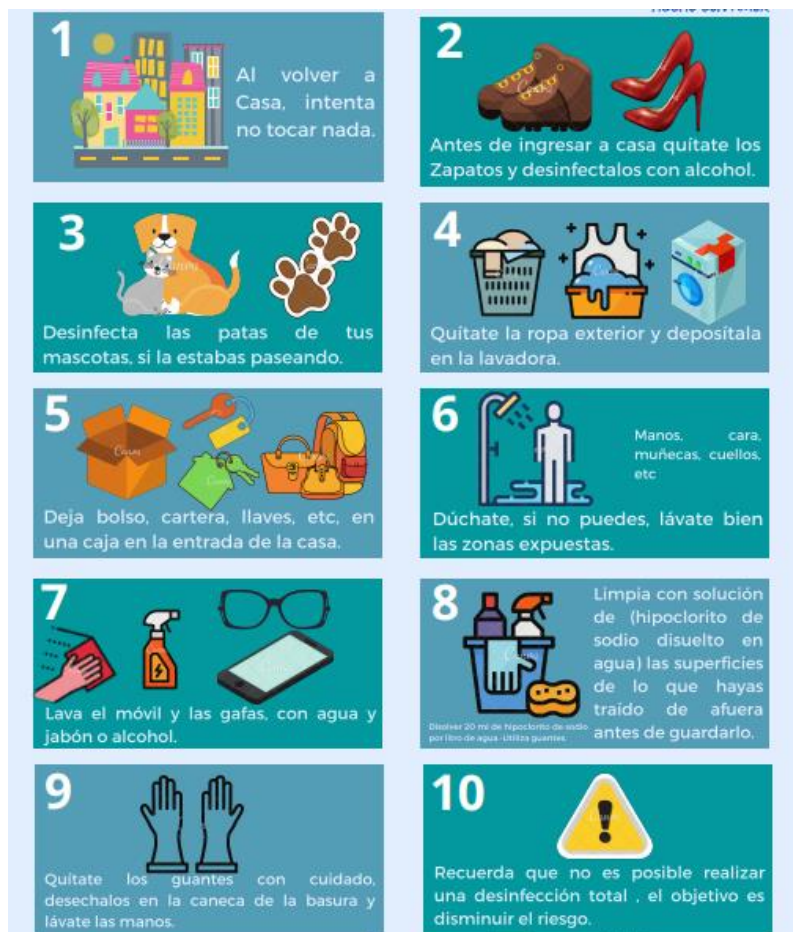 1
Al volver a
Casa, intenta
no tocar nada.
2
Antes de ingresar a casa quítate los
Zapatos y desinfectalos con alcohol.
3
Desinfecta las patas de tus
mascotas, si la estabas paseando.
4
Quítate la ropa exterior y deposítala
en la lavadora.
5
Deja bolso, cartera, llaves, etc, en
una caja en la entrada de la casa.
6
Manos, cara,
muñecas, cuellos,
etc
Dúchate, si no puedes, lávate bien
las zonas expuestas.
7
Lava el móvil y las gafas, con agua y
jabón o alcohol.
8
Limpia con solución
de (hipoclorito de
sodio disuelto en
agua) las superficies
de lo que hayas
traído de afuera
antes de guardarlo.
Disolver 20 ml de hipoclorito de sodio
por litro de agua. -Utiliza guantes.
9
Quítate los guantes con cuidado,
desechalos en la caneca de la basura y
lávate las manos.
10
Recuerda que no es posible realizar
una desinfección total , el objetivo es
disminuir el riesgo.